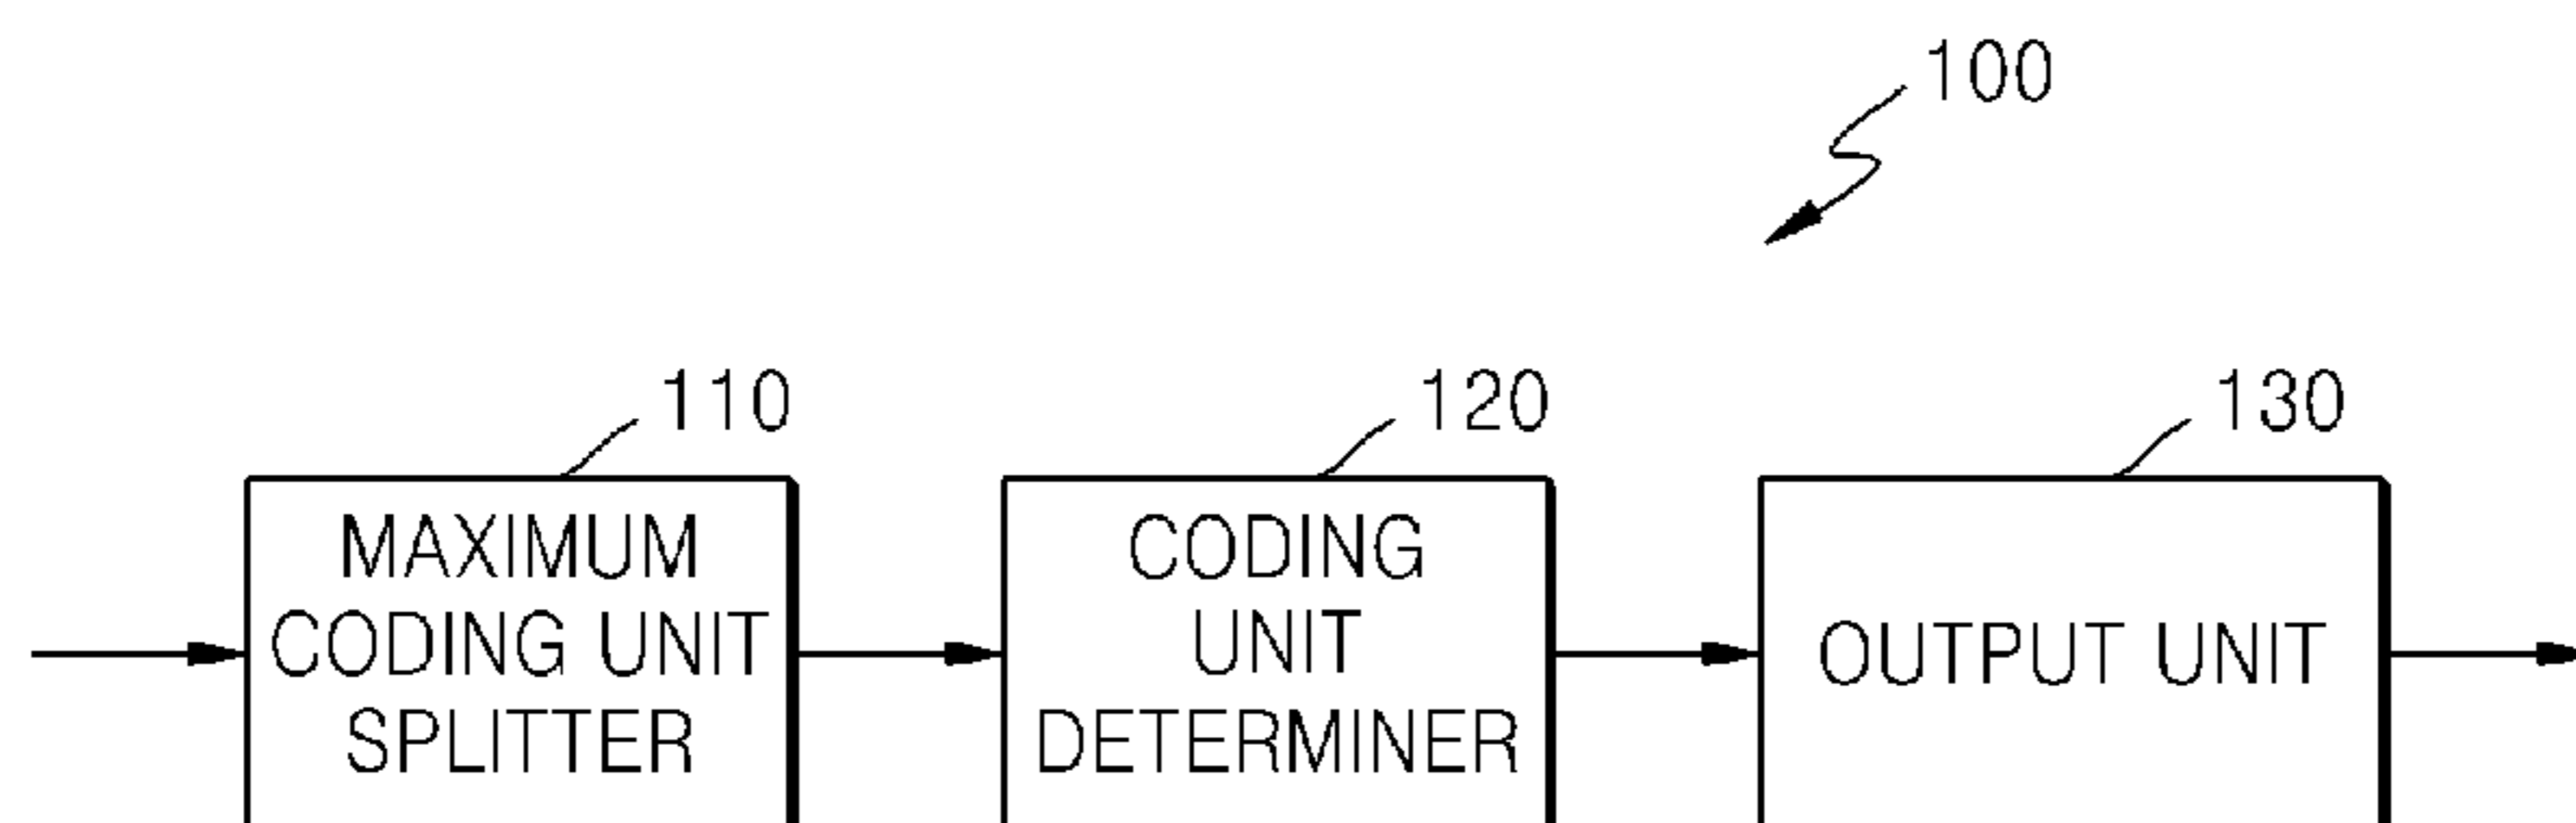 100
110
120
130
MAXIMUM
CODING UNIT
SPLITTER
CODING
UNIT
DETERMINER
OUTPUT UNIT